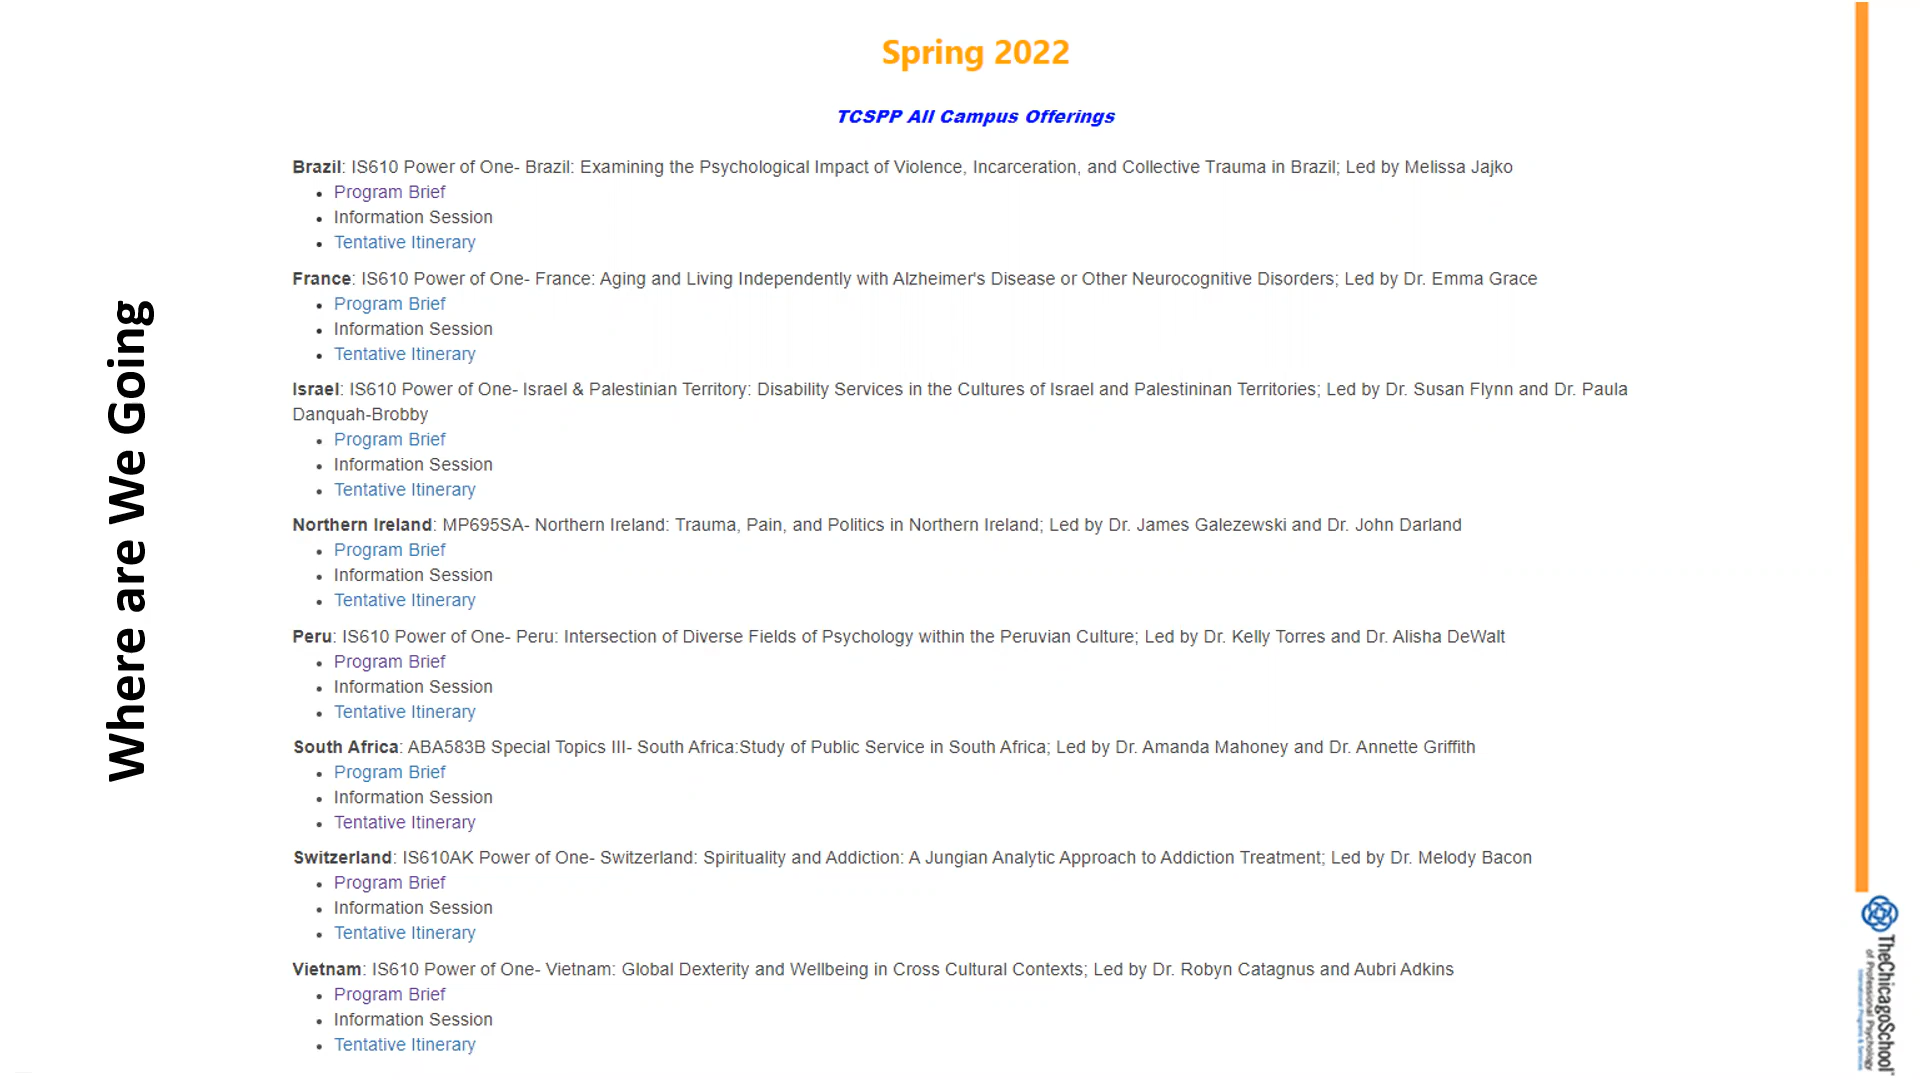 Where are We Going
Spring 2022
TCSPP All Campus Offerings
Brazil: IS610 Power of One- Brazil: Examining the Psychological Impact of Violence, Incarceration, and Collective Trauma in Brazil; Led by Melissa Jajko
• Program Brief
• Information Session
• Tentative Itinerary
France: IS610 Power of One- France: Aging and Living Independently with Alzheimer's Disease or Other Neurocognitive Disorders; Led by Dr. Emma Grace
• Program Brief
• Information Session
• Tentative Itinerary
Israel: IS610 Power of One- Israel & Palestinian Territory: Disability Services in the Cultures of Israel and Palestininan Territories; Led by Dr. Susan Flynn and Dr. Paula
Danquah-Brobby
• Program Brief
• Information Session
• Tentative Itinerary
Northern Ireland: MP695SA- Northern Ireland: Trauma, Pain, and Politics in Northern Ireland; Led by Dr. James Galezewski and Dr. John Darland
• Program Brief
• Information Session
• Tentative Itinerary
Peru: IS610 Power of One- Peru: Intersection of Diverse Fields of Psychology within the Peruvian Culture; Led by Dr. Kelly Torres and Dr. Alisha DeWalt
• Program Brief
• Information Session
• Tentative Itinerary
South Africa: ABA583B Special Topics III- South Africa:Study of Public Service in South Africa; Led by Dr. Amanda Mahoney and Dr. Annette Griffith
• Program Brief
• Information Session
• Tentative Itinerary
Switzerland: IS610AK Power of One- Switzerland: Spirituality and Addiction: A Jungian Analytic Approach to Addiction Treatment; Led by Dr. Melody Bacon
• Program Brief
• Information Session
• Tentative Itinerary
Vietnam: IS610 Power of One- Vietnam: Global Dexterity and Wellbeing in Cross Cultural Contexts; Led by Dr. Robyn Catagnus and Aubri Adkins
• Program Brief
• Information Session
• Tentative Itinerary
TheChicagoSchool
of Professional Psychology
International Programs & Services